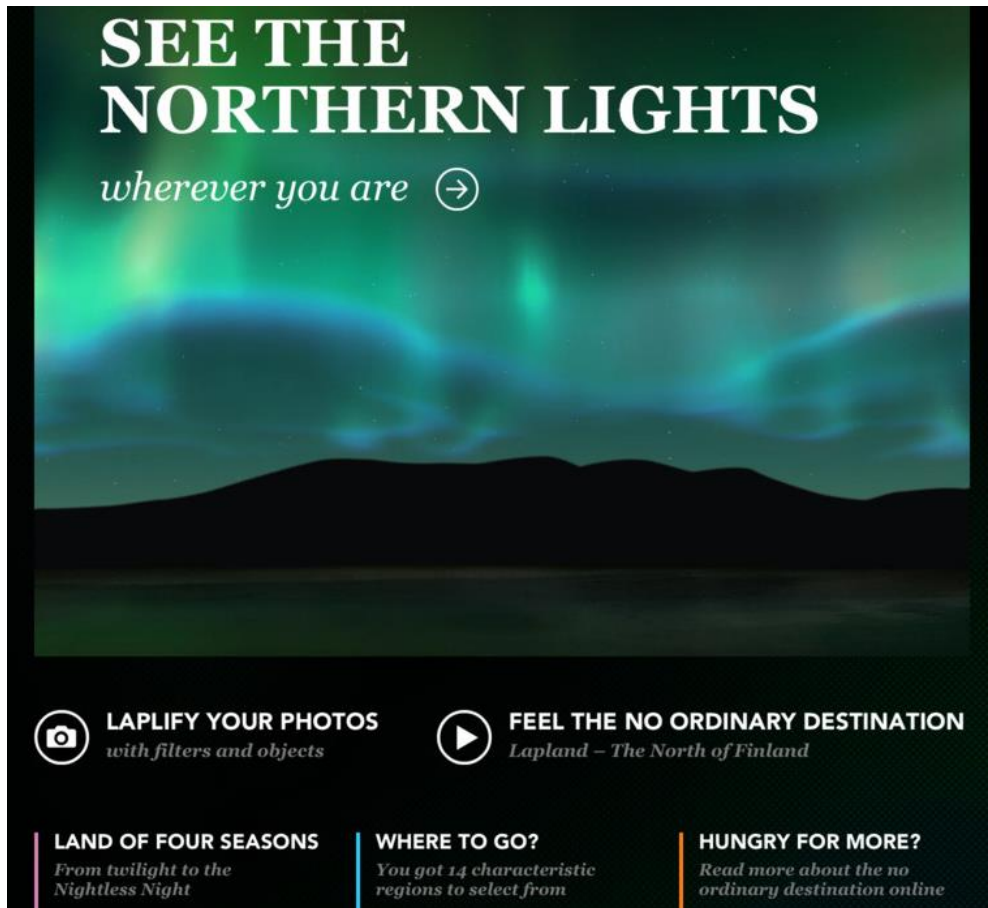 SEE THE
NORTHERN LIGHTS
wherever you are
LAPLIFY YOUR PHOTOS
with filters and objects
FEEL THE NO ORDINARY DESTINATION
Lapland – The North of Finland
LAND OF FOUR SEASONS
From twilight to the
Nightless Night
WHERE TO GO?
You got 14 characteristic
regions to select from
HUNGRY FOR MORE?
Read more about the no
ordinary destination online